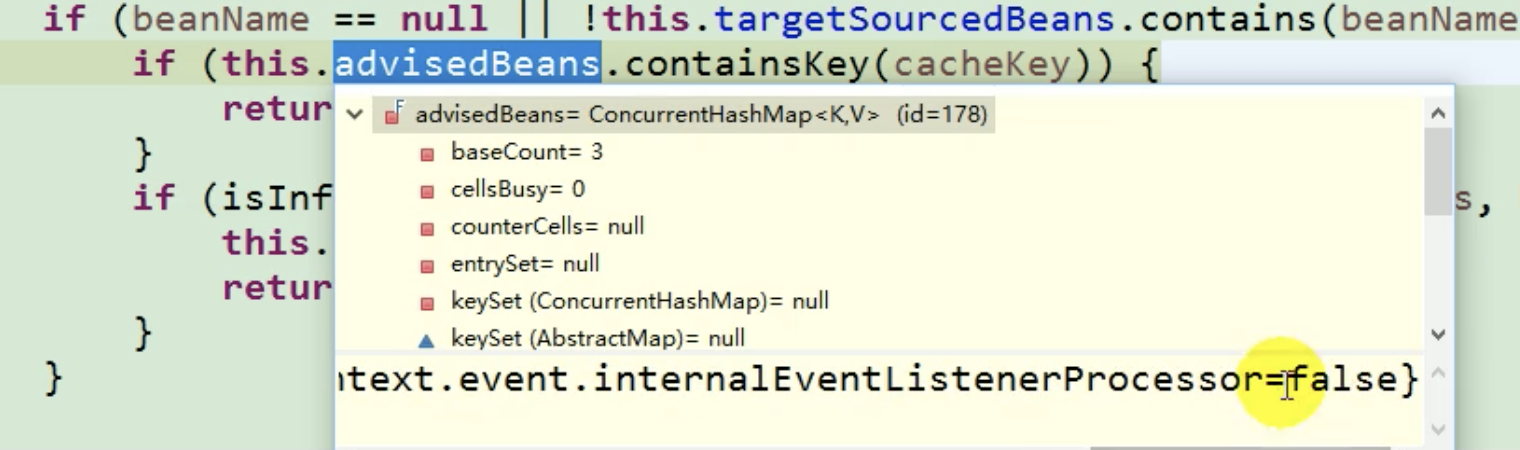 if (beanName == null || !this.targetSourcedBeans.contains(beanName
if (this.advisedBeans.containsKey(cacheKey)) {
retur
advisedBeans= ConcurrentHashMap<K,V> (id=178)
baseCount= 3
}
cellsBusy= 0
if (isInf
s,
counterCells= null
this.
entrySet= null
retur
keySet (ConcurrentHashMap)= null
}
keySet (AbstractMap)= null
}
ntext.event.internalEventListenerProcessor=false}